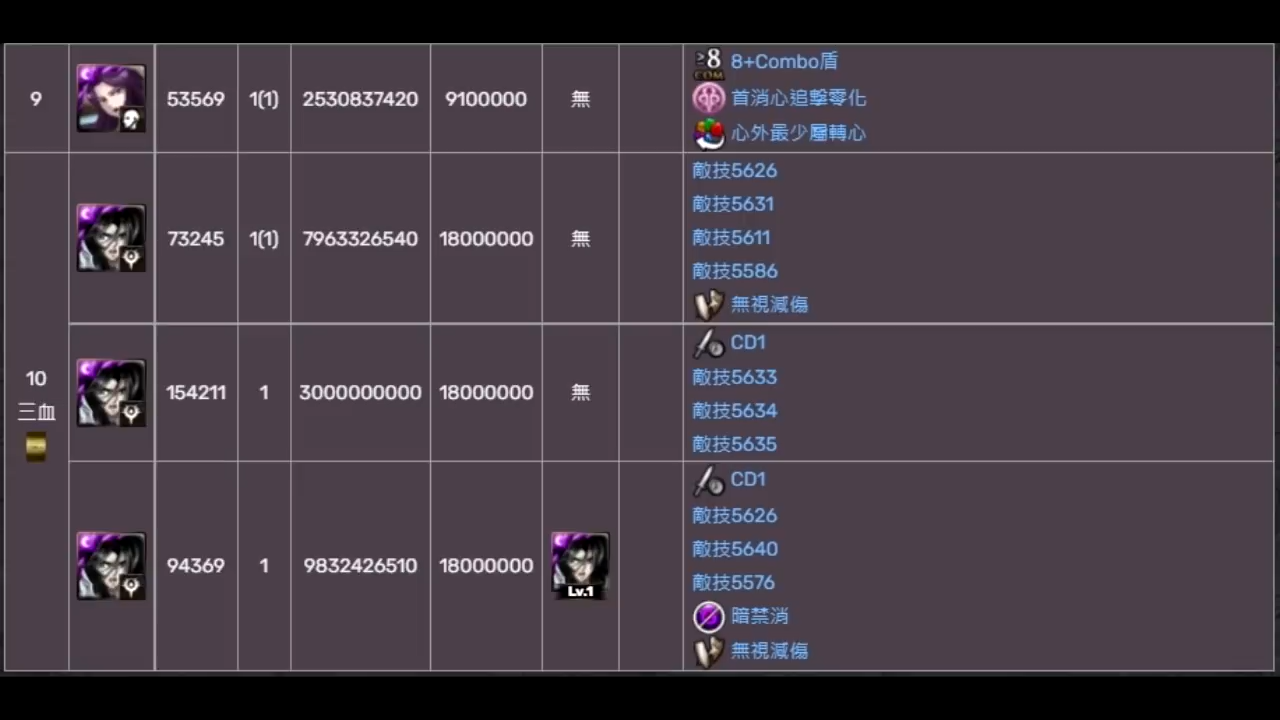 9
53569
1(1)
2530837420
9100000
無
≥8
COM
8+Combo盾
首消心追擊零化
心外最少屬轉心
10
三血
73245
1(1)
7963326540
18000000
無
敵技5626
敵技5631
敵技5611
敵技5586
無視減傷
154211
1
3000000000
18000000
無
CD1
敵技5633
敵技5634
敵技5635
94369
1
9832426510
18000000
Lv.1
CD1
敵技5626
敵技5640
敵技5576
暗禁消
無視減傷